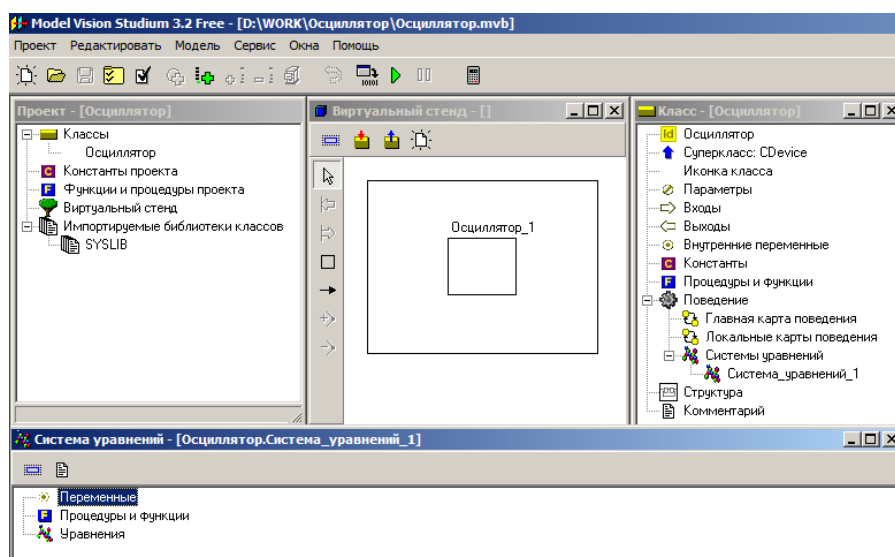 Model Vision Studium 3.2 Free - [D:\WORK\Осциллятор\Осциллятор.mvb]
Проект Редактировать Модель Сервис Окна Помощь
Проект - [Осциллятор]
Классы
Осциллятор
Константы проекта
Функции и процедуры проекта
Виртуальный стенд
Импортируемые библиотеки классов
SYSLIB
Виртуальный стенд - []
Осциллятор_1
Класс - [Осциллятор]
Осциллятор
Суперкласс: CDevice
Иконка класса
Параметры
Входы
Выходы
Внутренние переменные
Константы
Процедуры и функции
Поведение
Главная карта поведения
Локальные карты поведения
Системы уравнений
Система_уравнений_1
Структура
Комментарий
Система уравнений - [Осциллятор.Система_уравнений_1]
Переменные
Процедуры и функции
Уравнения